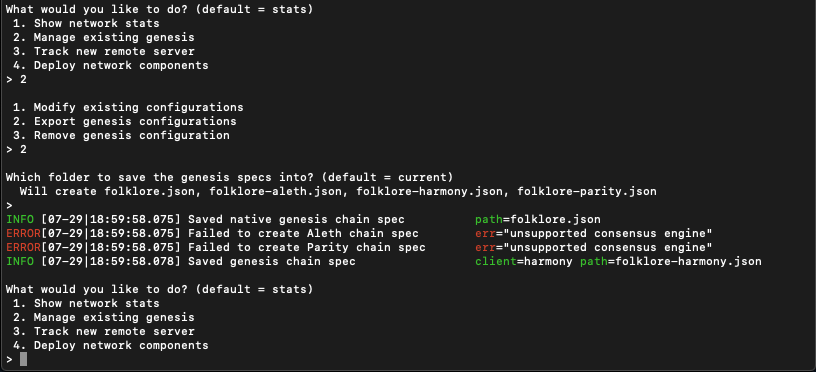 What would you like to do? (default = stats)
 1. Show network stats
 2. Manage existing genesis
 3. Track new remote server
 4. Deploy network components
> 2

 1. Modify existing configurations
 2. Export genesis configurations
 3. Remove genesis configuration
> 2

Which folder to save the genesis specs into? (default = current)
  Will create folklore.json, folklore-aleth.json, folklore-harmony.json, folklore-parity.json
>
INFO [07-29|18:59:58.075] Saved native genesis chain spec          path=folklore.json
ERROR[07-29|18:59:58.075] Failed to create Aleth chain spec        err="unsupported consensus engine"
ERROR[07-29|18:59:58.075] Failed to create Parity chain spec       err="unsupported consensus engine"
INFO [07-29|18:59:58.078] Saved genesis chain spec                 client=harmony path=folklore-harmony.json

What would you like to do? (default = stats)
 1. Show network stats
 2. Manage existing genesis
 3. Track new remote server
 4. Deploy network components
>